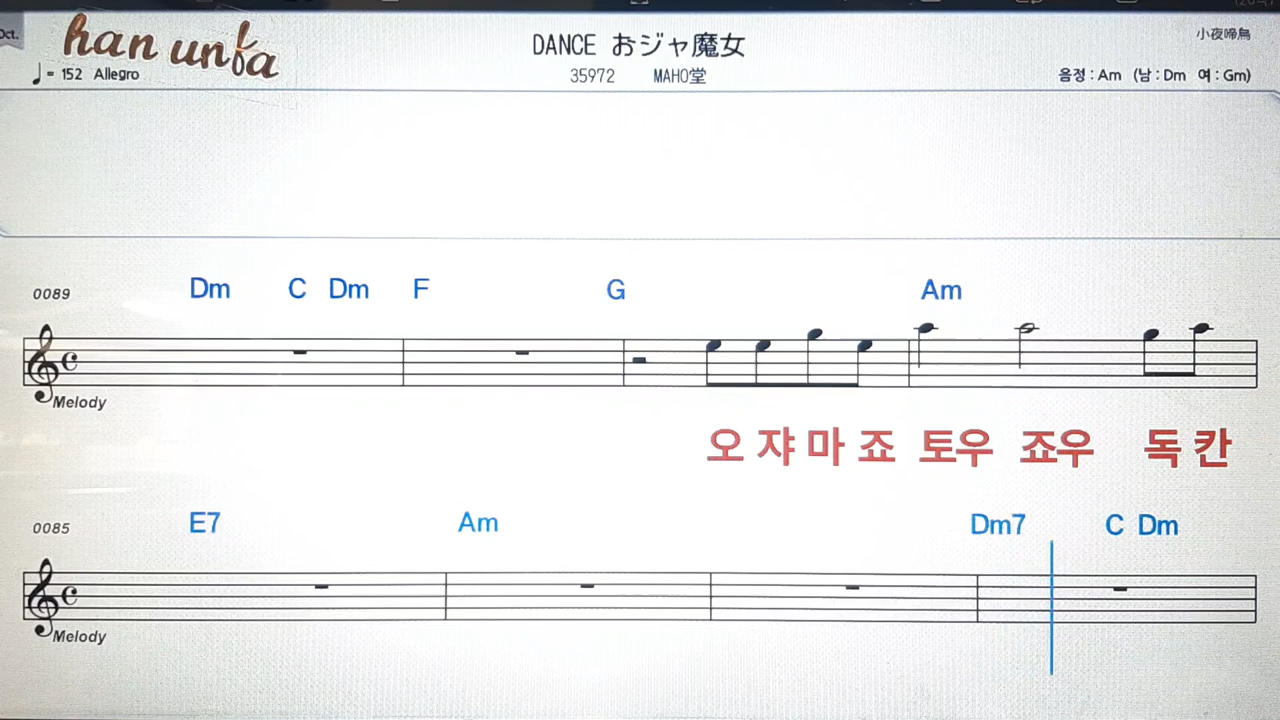 Oct.
han unfa
DANCE おジャ魔女
小夜啼鳥
= 152 Allegro
35972 MAHO堂
음정 : Am (남 : Dm 여 : Gm)
Dm C Dm F G Am
0089
Melody
오 쟈 마 죠 토우 죠우 독 칸
E7 Am Dm7 C Dm
0085
Melody